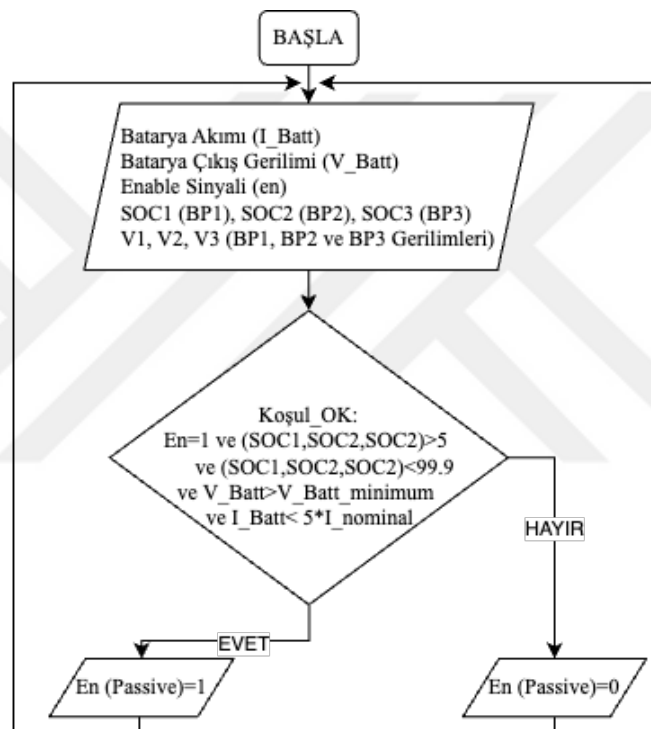 BAŞLA
Batarya Akımı (I_Batt)
Batarya Çıkış Gerilimi (V_Batt)
Enable Sinyali (en)
SOC1 (BP1), SOC2 (BP2), SOC3 (BP3)
V1, V2, V3 (BP1, BP2 ve BP3 Gerilimleri)
Koşul_OK:
En=1 ve (SOC1,SOC2,SOC2)>5
ve (SOC1,SOC2,SOC2)<99.9
ve V_Batt>V_Batt_minimum
ve I_Batt< 5*I_nominal
HAYIR
EVET
En (Passive)=1
En (Passive)=0